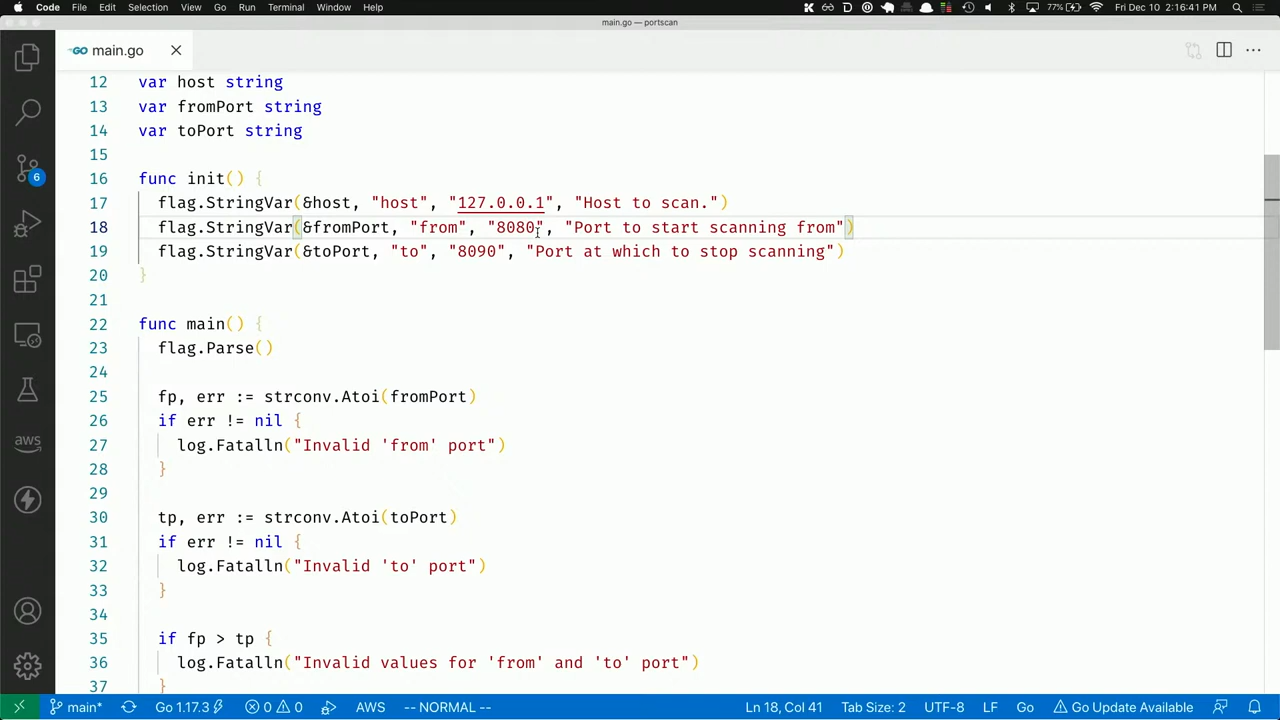 Code File Edit Selection View Go Run Terminal Window Help 77% Fri Dec 10 2:16:41 PM
main.go — portscan
GO main.go
12 var host string
13 var fromPort string
14 var toPort string
15
16 func init() {
17 flag.StringVar(&host, "host", "127.0.0.1", "Host to scan.")
18 flag.StringVar(&fromPort, "from", "8080", "Port to start scanning from")
19 flag.StringVar(&toPort, "to", "8090", "Port at which to stop scanning")
20 }
21
22 func main() {
23 flag.Parse()
24
25 fp, err := strconv.Atoi(fromPort)
26 if err != nil {
27 log.Fatalln("Invalid 'from' port")
28 }
29
30 tp, err := strconv.Atoi(toPort)
31 if err != nil {
32 log.Fatalln("Invalid 'to' port")
33 }
34
35 if fp > tp {
36 log.Fatalln("Invalid values for 'from' and 'to' port")
37 }
6
aws
main* Go 1.17.3 0 0 AWS -- NORMAL -- Ln 18, Col 41 Tab Size: 2 UTF-8 LF Go Go Update Available